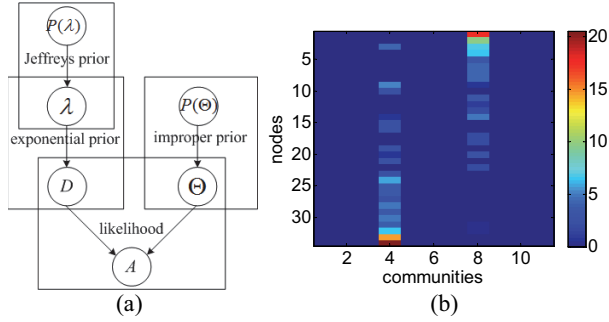 P(λ)
Jeffreys prior
λ
P(Θ)
exponential prior
improper prior
D
Θ
likelihood
A
(a)
5
10
15
20
25
30
nodes
2
4
6
8
10
communities
20
15
10
5
0
(b)